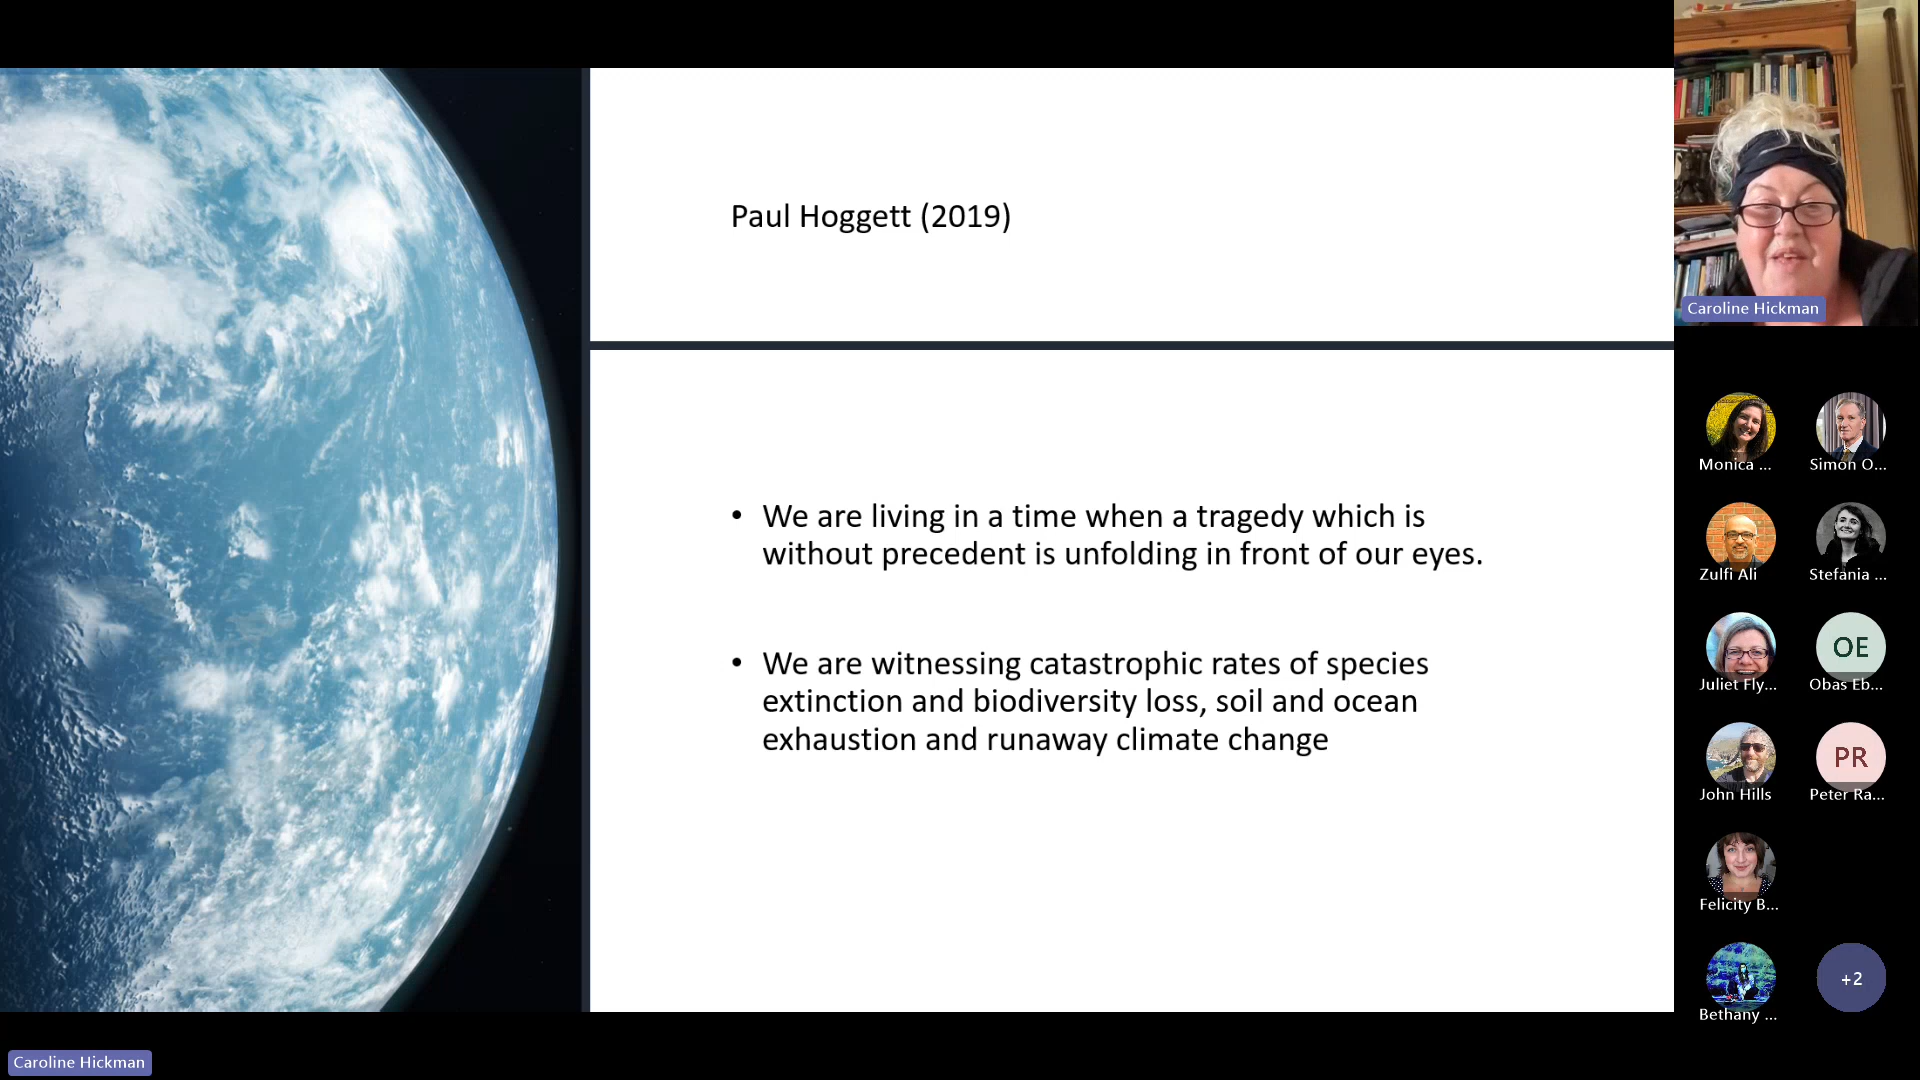 Paul Hoggett (2019)
• We are living in a time when a tragedy which is
without precedent is unfolding in front of our eyes.
• We are witnessing catastrophic rates of species
extinction and biodiversity loss, soil and ocean
exhaustion and runaway climate change
Caroline Hickman
Monica ...
Simon O...
Zulfi Ali
Stefania ...
Juliet Fly...
OE
Obas Eb...
John Hills
PR
Peter Ra...
Felicity B...
Bethany ...
+2
Caroline Hickman